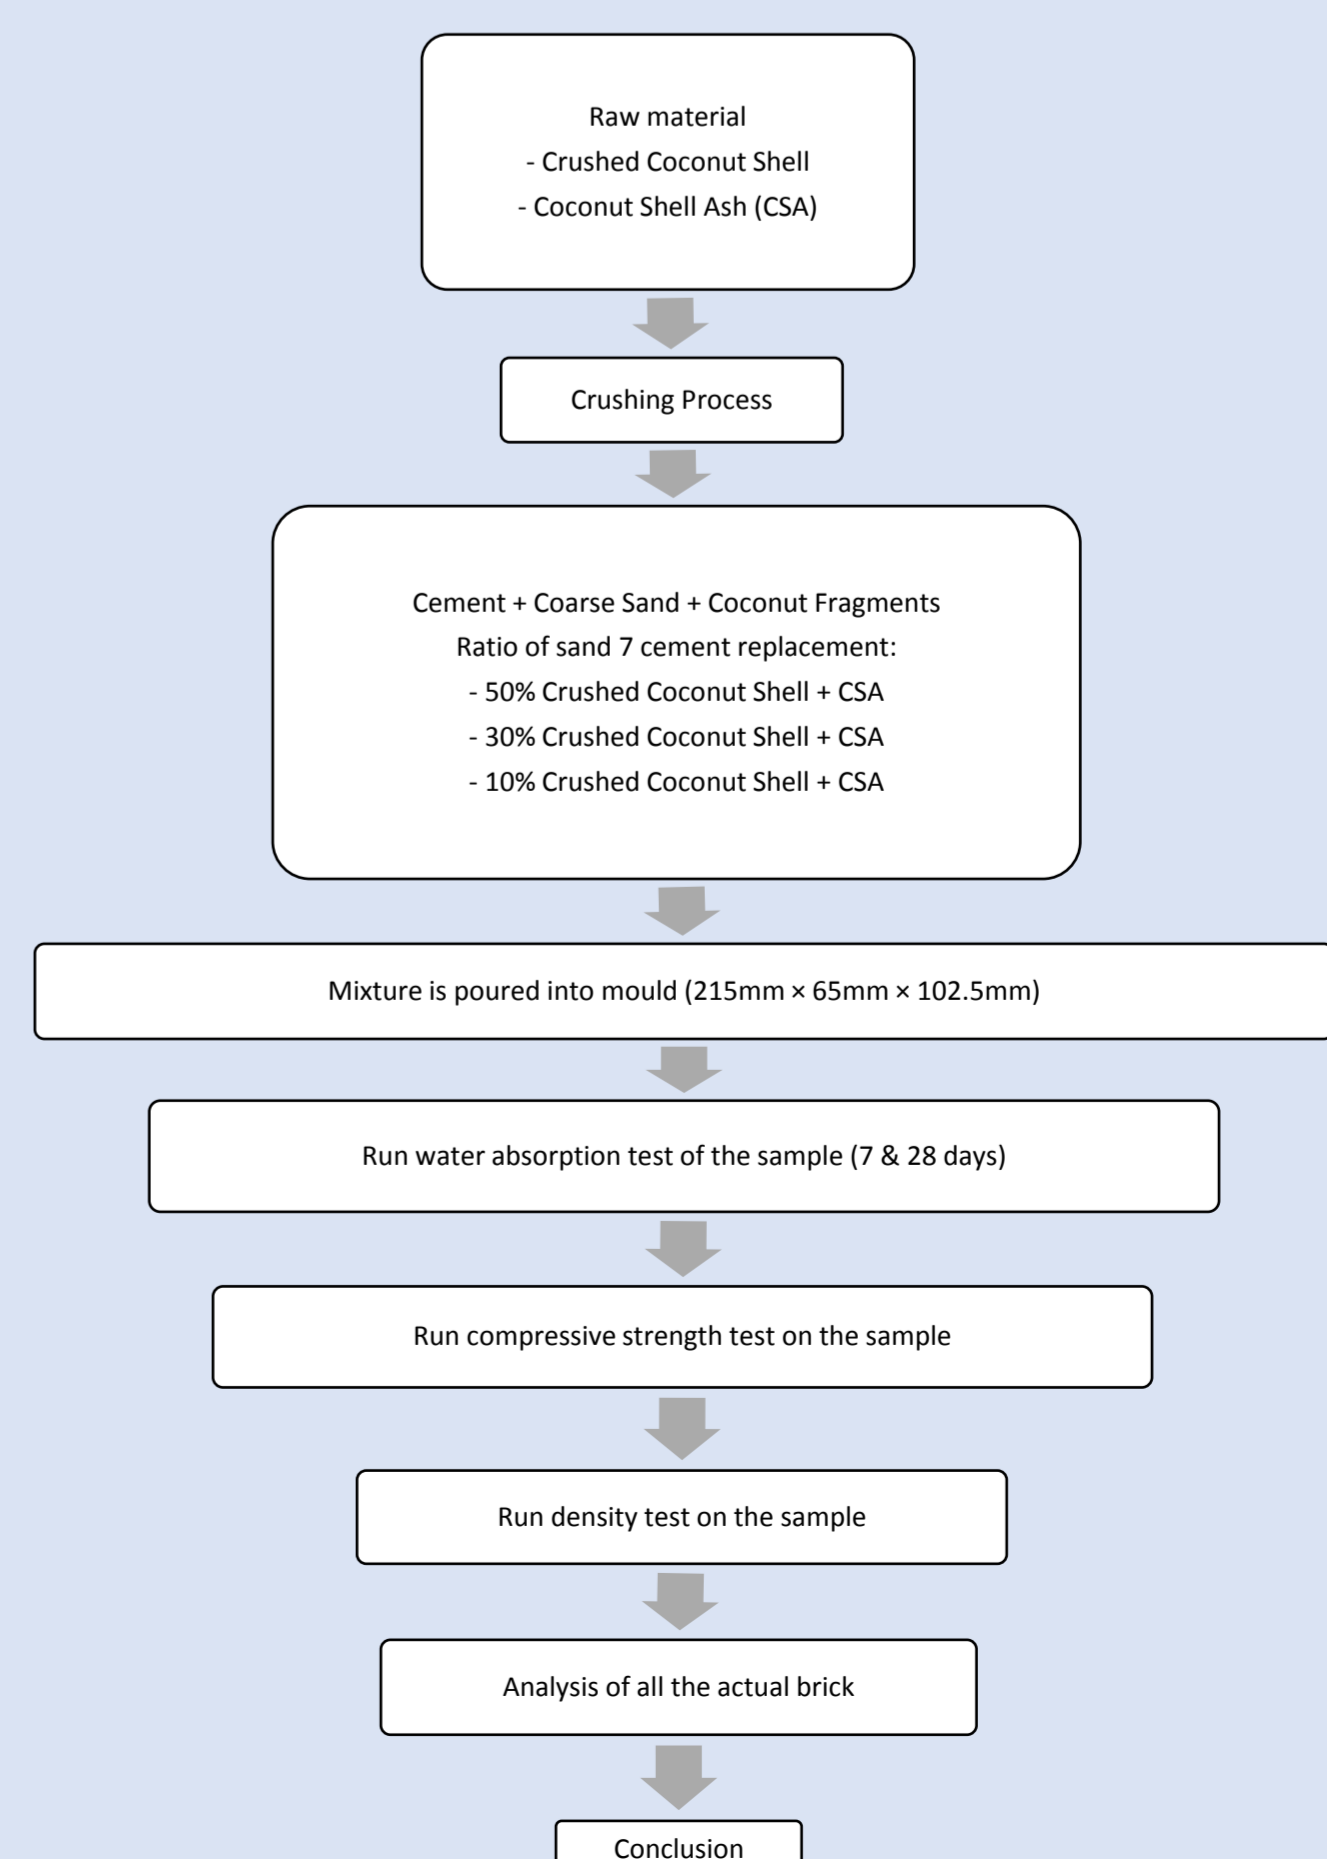 Raw material
- Crushed Coconut Shell
- Coconut Shell Ash (CSA)
Crushing Process
Cement + Coarse Sand + Coconut Fragments
Ratio of sand 7 cement replacement:
- 50% Crushed Coconut Shell + CSA
- 30% Crushed Coconut Shell + CSA
- 10% Crushed Coconut Shell + CSA
Mixture is poured into mould (215mm × 65mm × 102.5mm)
Run water absorption test of the sample (7 & 28 days)
Run compressive strength test on the sample
Run density test on the sample
Analysis of all the actual brick
Conclusion